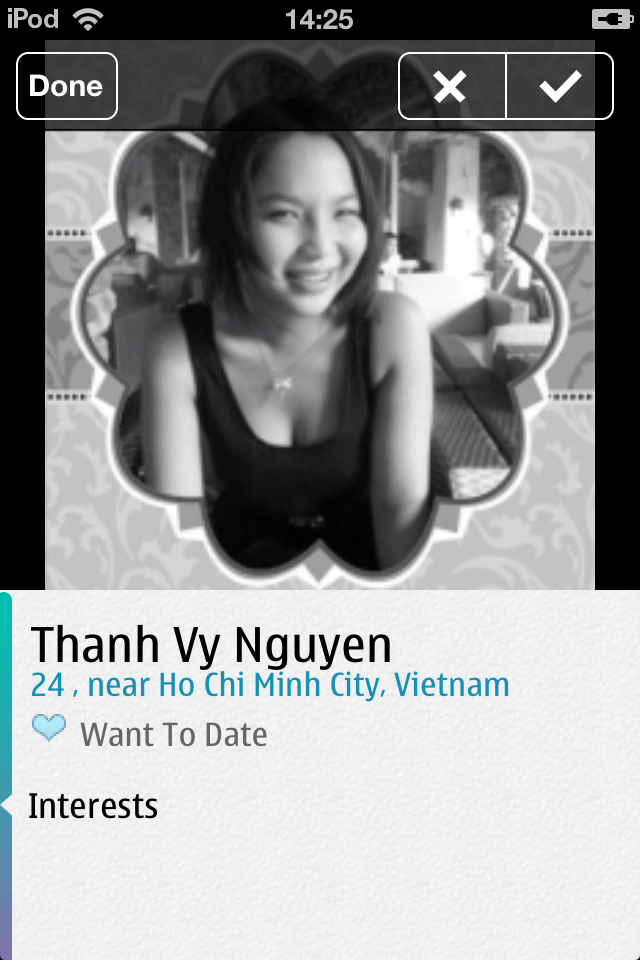 iPod 14:25
Done
Thanh Vy Nguyen
24 , near Ho Chi Minh City, Vietnam
Want To Date
Interests